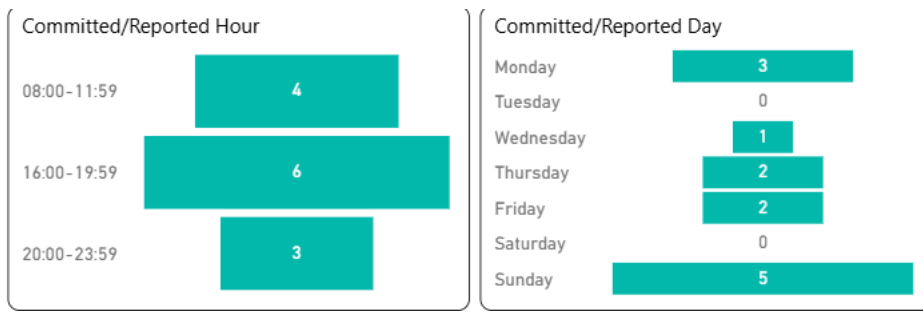 Committed/Reported Hour
08:00-11:59 4
16:00-19:59 6
20:00-23:59 3
Committed/Reported Day
Monday 3
Tuesday 0
Wednesday 1
Thursday 2
Friday 2
Saturday 0
Sunday 5